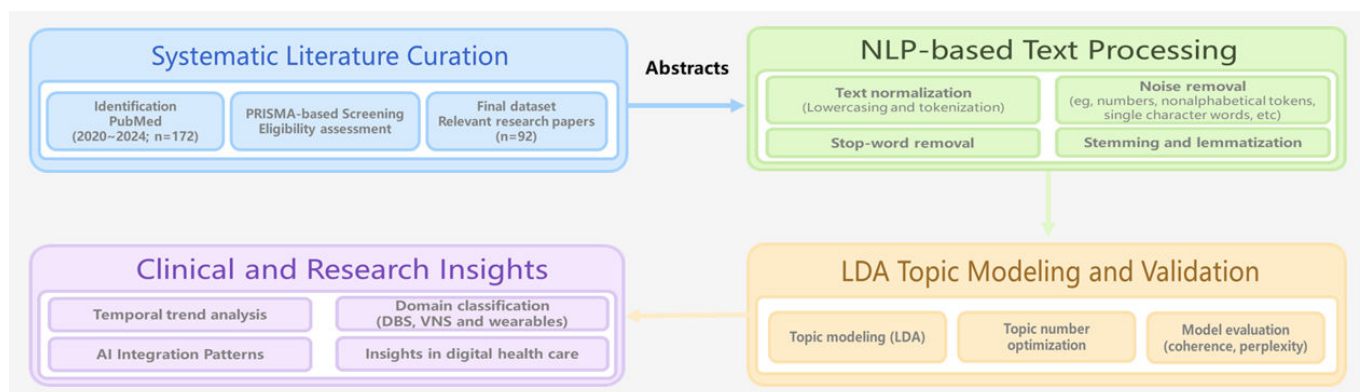 Systematic Literature Curation
Identification
PubMed
(2020~2024; n=172)
PRISMA-based Screening
Eligibility assessment
Final dataset
Relevant research papers
(n=92)
Abstracts
NLP-based Text Processing
Text normalization
(Lowercasing and tokenization)
Noise removal
(eg, numbers, nonalphabetical tokens,
single character words, etc)
Stop-word removal
Stemming and lemmatization
LDA Topic Modeling and Validation
Topic modeling (LDA)
Topic number
optimization
Model evaluation
(coherence, perplexity)
Clinical and Research Insights
Temporal trend analysis
Domain classification
(DBS, VNS and wearables)
AI Integration Patterns
Insights in digital health care